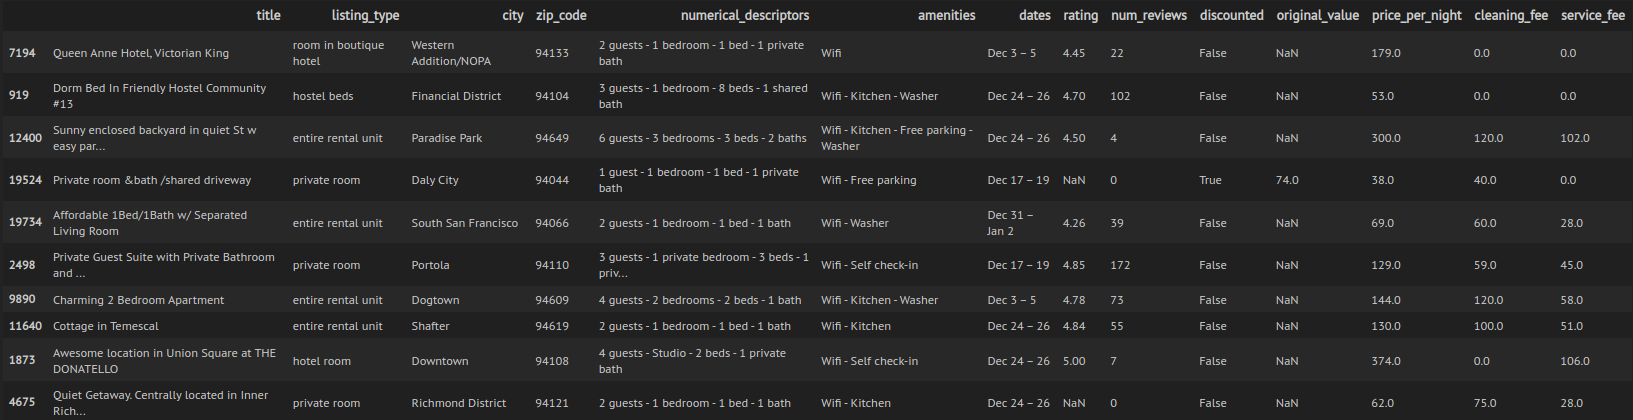 title listing_type city zip_code numerical_descriptors amenities dates rating num_reviews discounted original_value price_per_night cleaning_fee service_fee
7194 Queen Anne Hotel, Victorian King room in boutique hotel Western Addition/NOPA 94133 2 guests - 1 bedroom - 1 bed - 1 private bath Wifi Dec 3 – 5 4.45 22 False NaN 179.0 0.0 0.0
919 Dorm Bed In Friendly Hostel Community #13 hostel beds Financial District 94104 3 guests - 1 bedroom - 8 beds - 1 shared bath Wifi - Kitchen - Washer Dec 24 – 26 4.70 102 False NaN 53.0 0.0 0.0
12400 Sunny enclosed backyard in quiet St w easy par... entire rental unit Paradise Park 94649 6 guests - 3 bedrooms - 3 beds - 2 baths Wifi - Kitchen - Free parking - Washer Dec 24 – 26 4.50 4 False NaN 300.0 120.0 102.0
19524 Private room &bath /shared driveway private room Daly City 94044 1 guest - 1 bedroom - 1 bed - 1 private bath Wifi - Free parking Dec 17 – 19 NaN 0 True 74.0 38.0 40.0 0.0
19734 Affordable 1Bed/1Bath w/ Separated Living Room entire rental unit South San Francisco 94066 2 guests - 1 bedroom - 1 bed - 1 bath Wifi - Washer Dec 31 – Jan 2 4.26 39 False NaN 69.0 60.0 28.0
2498 Private Guest Suite with Private Bathroom and ... private room Portola 94110 3 guests - 1 private bedroom - 3 beds - 1 priv... Wifi - Self check-in Dec 17 – 19 4.85 172 False NaN 129.0 59.0 45.0
9890 Charming 2 Bedroom Apartment entire rental unit Dogtown 94609 4 guests - 2 bedrooms - 2 beds - 1 bath Wifi - Kitchen - Washer Dec 3 – 5 4.78 73 False NaN 144.0 120.0 58.0
11640 Cottage in Temescal entire rental unit Shafter 94619 2 guests - 1 bedroom - 1 bed - 1 bath Wifi - Kitchen Dec 24 – 26 4.84 55 False NaN 130.0 100.0 51.0
1873 Awesome location in Union Square at THE DONATELLO hotel room Downtown 94108 4 guests - Studio - 2 beds - 1 private bath Wifi - Self check-in Dec 24 – 26 5.00 7 False NaN 374.0 0.0 106.0
4675 Quiet Getaway. Centrally located in Inner Rich... private room Richmond District 94121 2 guests - 1 bedroom - 1 bed - 1 bath Wifi - Kitchen Dec 24 – 26 NaN 0 False NaN 62.0 75.0 28.0